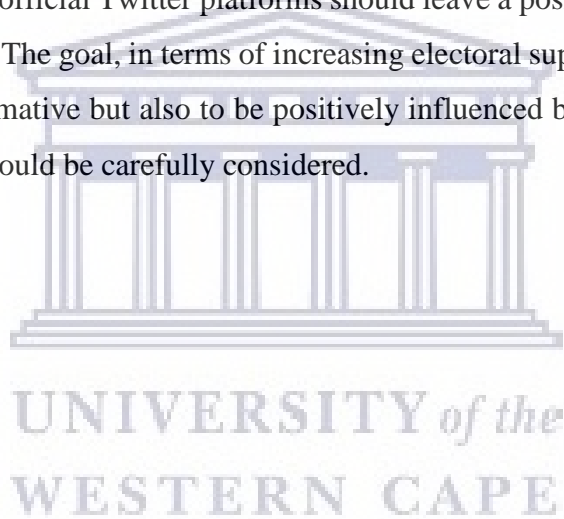 official Twitter platforms should leave a pos
The goal, in terms of increasing electoral sup
mative but also to be positively influenced b
ould be carefully considered.
UNIVERSITY of the
WESTERN CAPE